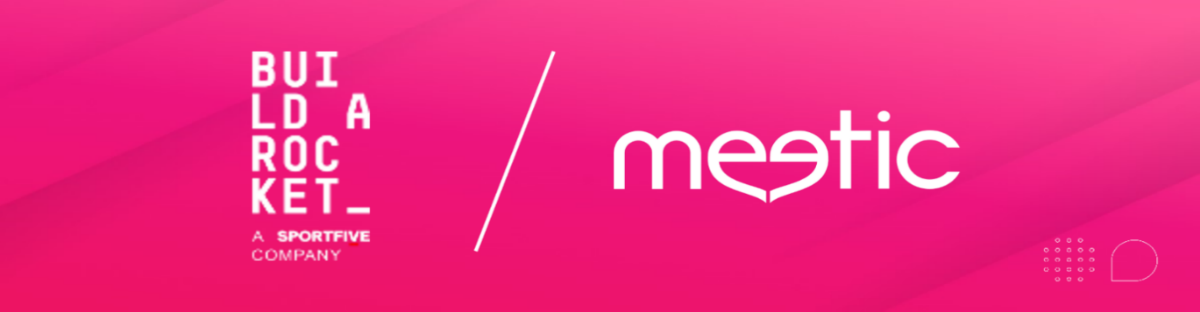 BUI
LD A
ROC
KET_
A SPORTFIVE
COMPANY
meetic